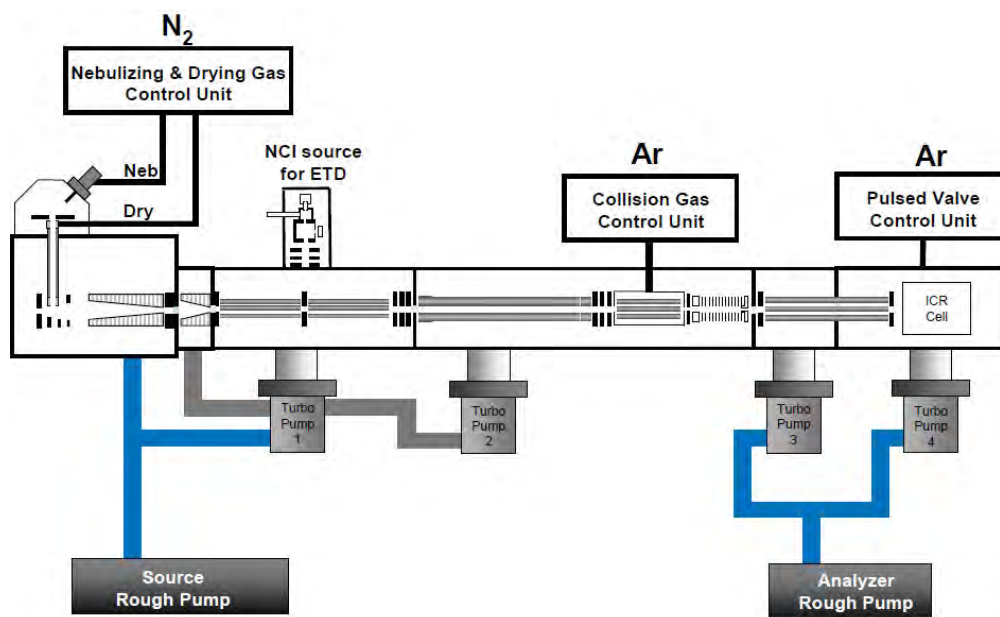 N2
Nebulizing & Drying Gas
Control Unit
Neb
Dry
NCI source
for ETD
Ar
Collision Gas
Control Unit
Ar
Pulsed Valve
Control Unit
ICR
Cell
Turbo
Pump
1
Turbo
Pump
2
Turbo
Pump
3
Turbo
Pump
4
Source
Rough Pump
Analyzer
Rough Pump